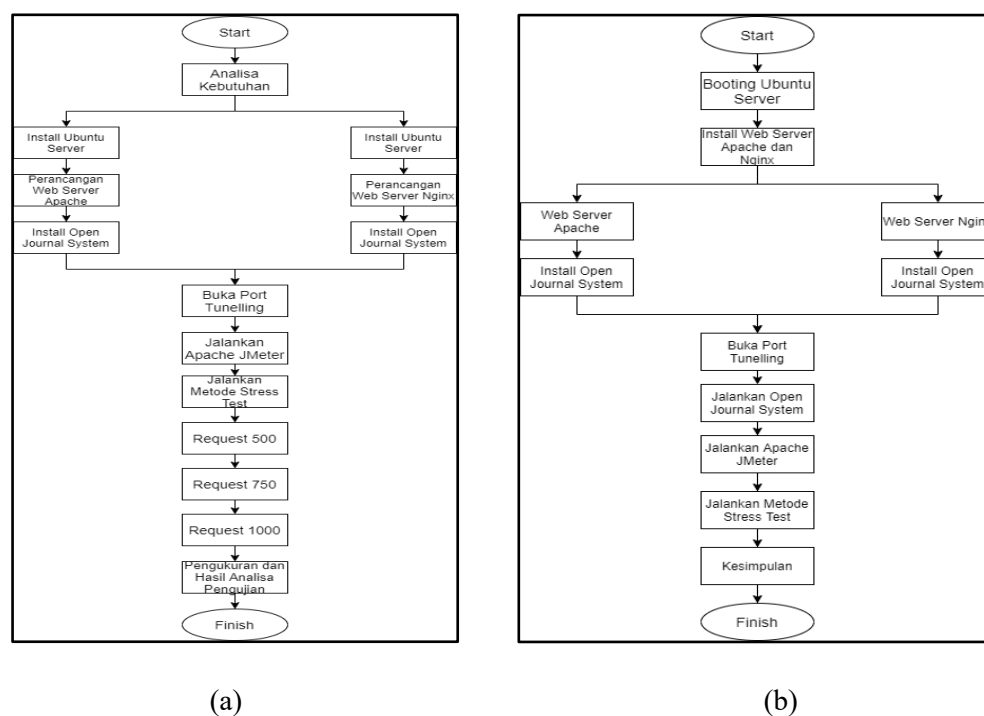 Start
Analisa
Kebutuhan
Install Ubuntu
Server
Perancangan
Web Server
Apache
Install Open
Journal System
Install Ubuntu
Server
Perancangan
Web Server Nginx
Install Open
Journal System
Buka Port
Tunelling
Jalankan
Apache JMeter
Jalankan
Metode Stress
Test
Request 500
Request 750
Request 1000
Pengukuran dan
Hasil Analisa
Pengujian
Finish
(a)
Start
Booting Ubuntu
Server
Install Web Server
Apache dan
Nginx
Web Server
Apache
Install Open
Journal System
Web Server Nginx
Install Open
Journal System
Buka Port
Tunelling
Jalankan Open
Journal System
Jalankan Apache
JMeter
Jalankan Metode
Stress Test
Kesimpulan
Finish
(b)